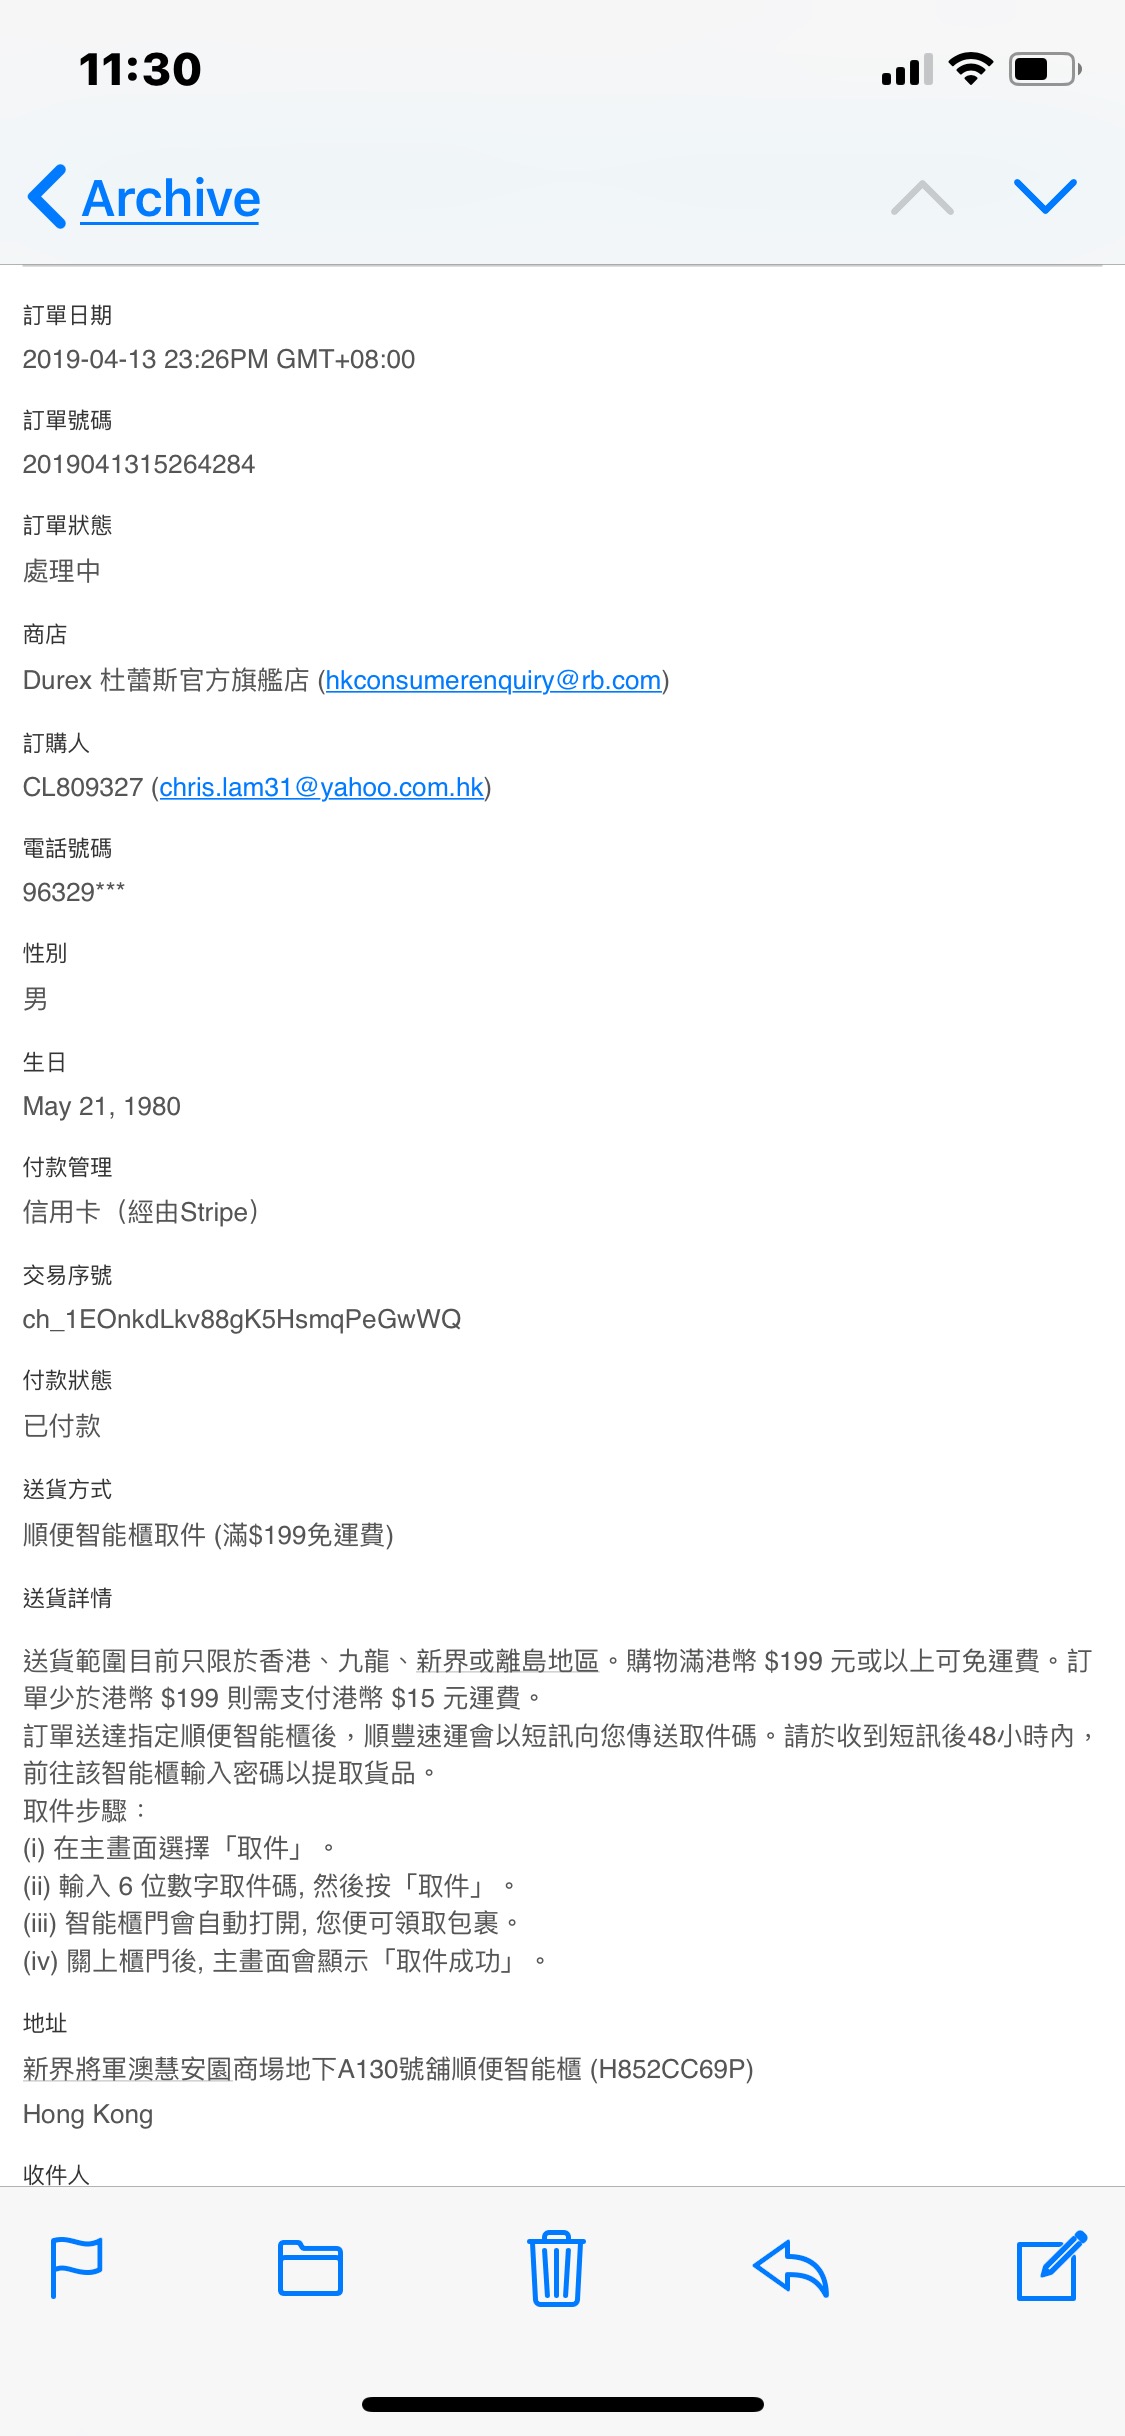 11:30
Archive
訂單日期
2019-04-13 23:26PM GMT+08:00
訂單號碼
2019041315264284
訂單狀態
處理中
商店
Durex 杜蕾斯官方旗艦店 (hkconsumerenquiry@rb.com)
訂購人
CL809327 (chris.lam31@yahoo.com.hk)
電話號碼
96329***
性別
男
生日
May 21, 1980
付款管理
信用卡（經由Stripe）
交易序號
ch_1EOnkdLkv88gK5HsmqPeGwWQ
付款狀態
已付款
送貨方式
順便智能櫃取件 (滿$199免運費)
送貨詳情
送貨範圍目前只限於香港、九龍、新界或離島地區。購物滿港幣 $199 元或以上可免運費。訂
單少於港幣 $199 則需支付港幣 $15 元運費。
訂單送達指定順便智能櫃後，順豐速運會以短訊向您傳送取件碼。請於收到短訊後48小時內，
前往該智能櫃輸入密碼以提取貨品。
取件步驟：
(i) 在主畫面選擇「取件」。
(ii) 輸入 6 位數字取件碼, 然後按「取件」。
(iii) 智能櫃門會自動打開, 您便可領取包裹。
(iv) 關上櫃門後, 主畫面會顯示「取件成功」。
地址
新界將軍澳慧安園商場地下A130號舖順便智能櫃 (H852CC69P)
Hong Kong
收件人